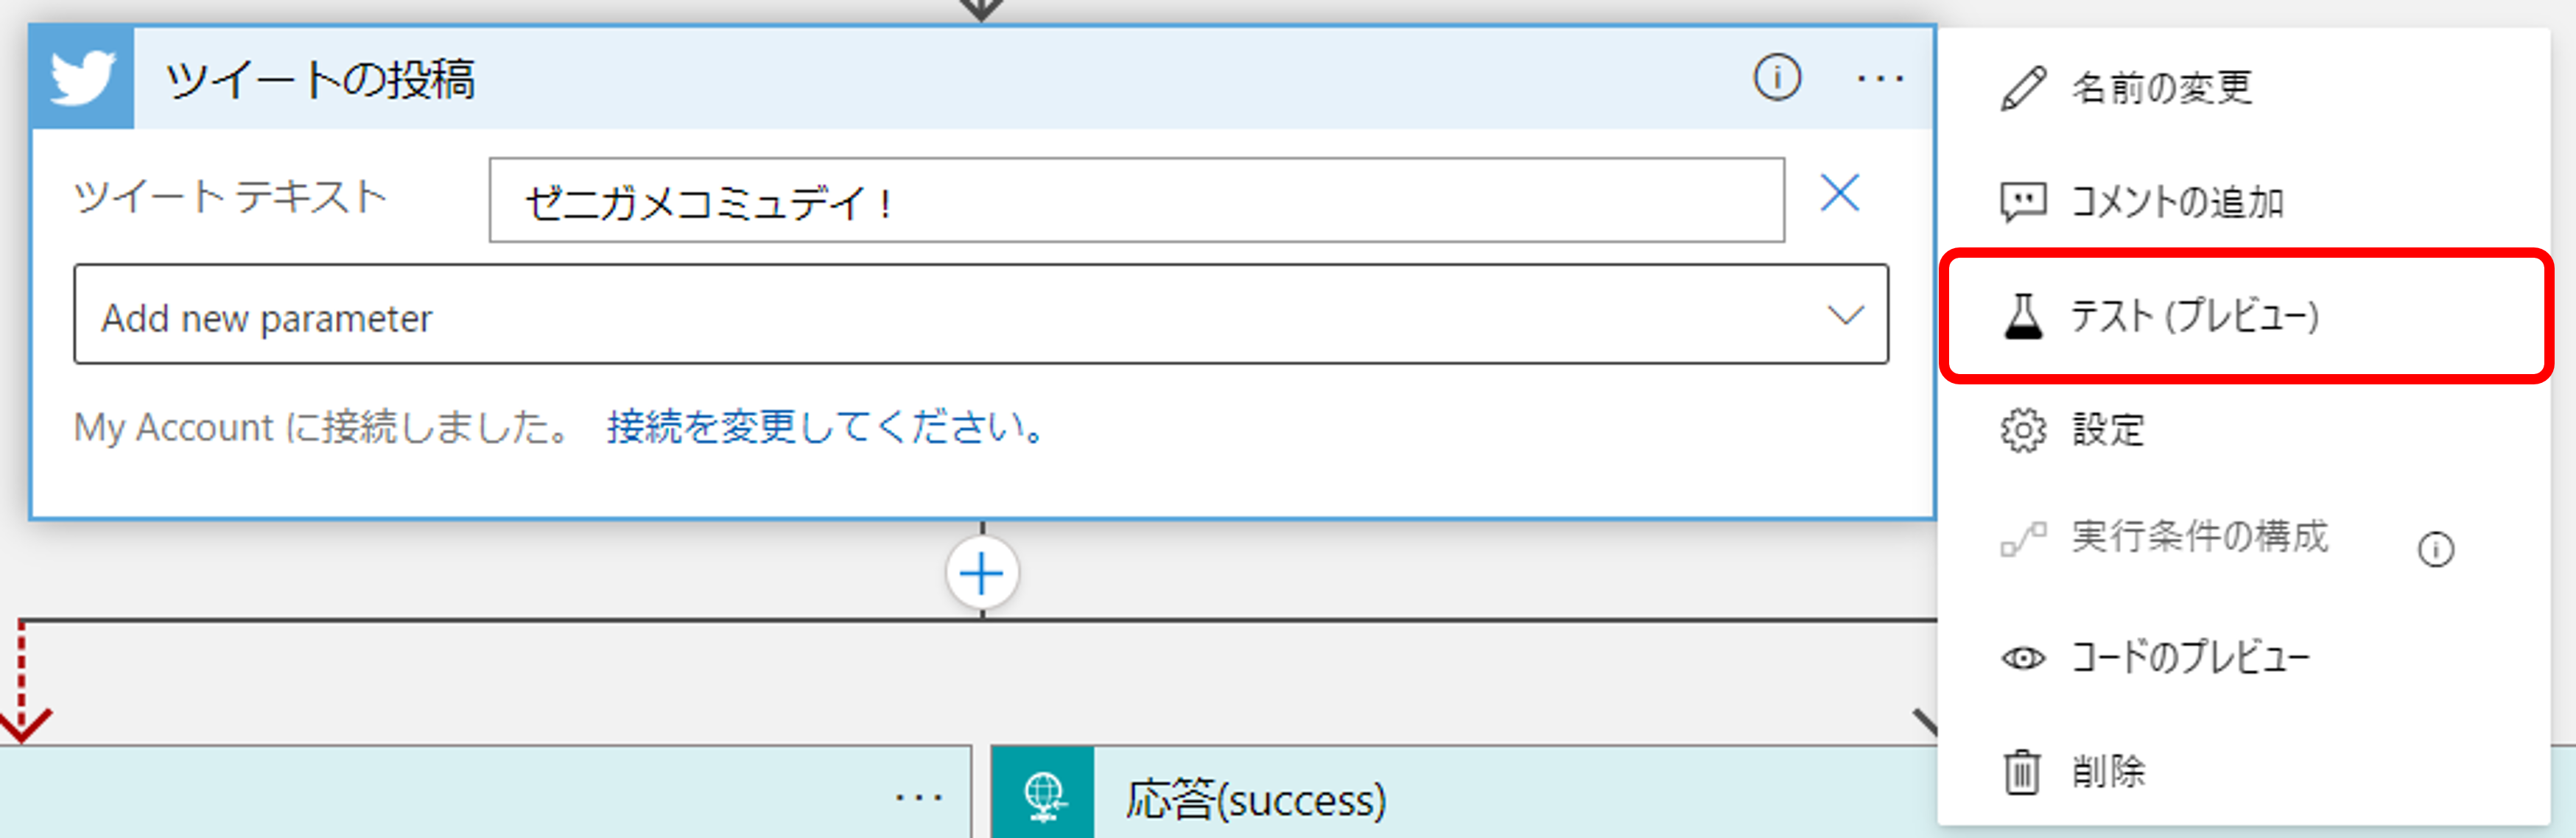 ツイートの投稿
ツイート テキスト
ゼニガメコミュデイ！
Add new parameter
My Account に接続しました。 接続を変更してください。
応答(success)
名前の変更
コメントの追加
テスト (プレビュー)
設定
実行条件の構成
コードのプレビュー
削除